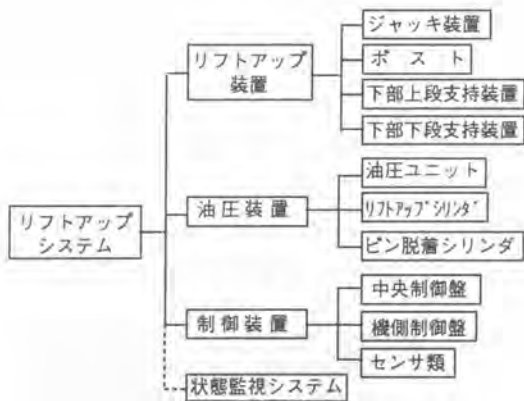 リフトアップ
システム
リフトアップ
装置
ジャッキ装置
ポスト
下部上段支持装置
下部下段支持装置
油圧装置
油圧ユニット
リフトアップシリンダ
ピン脱着シリンダ
制御装置
中央制御盤
機側制御盤
センサ類
状態監視システム